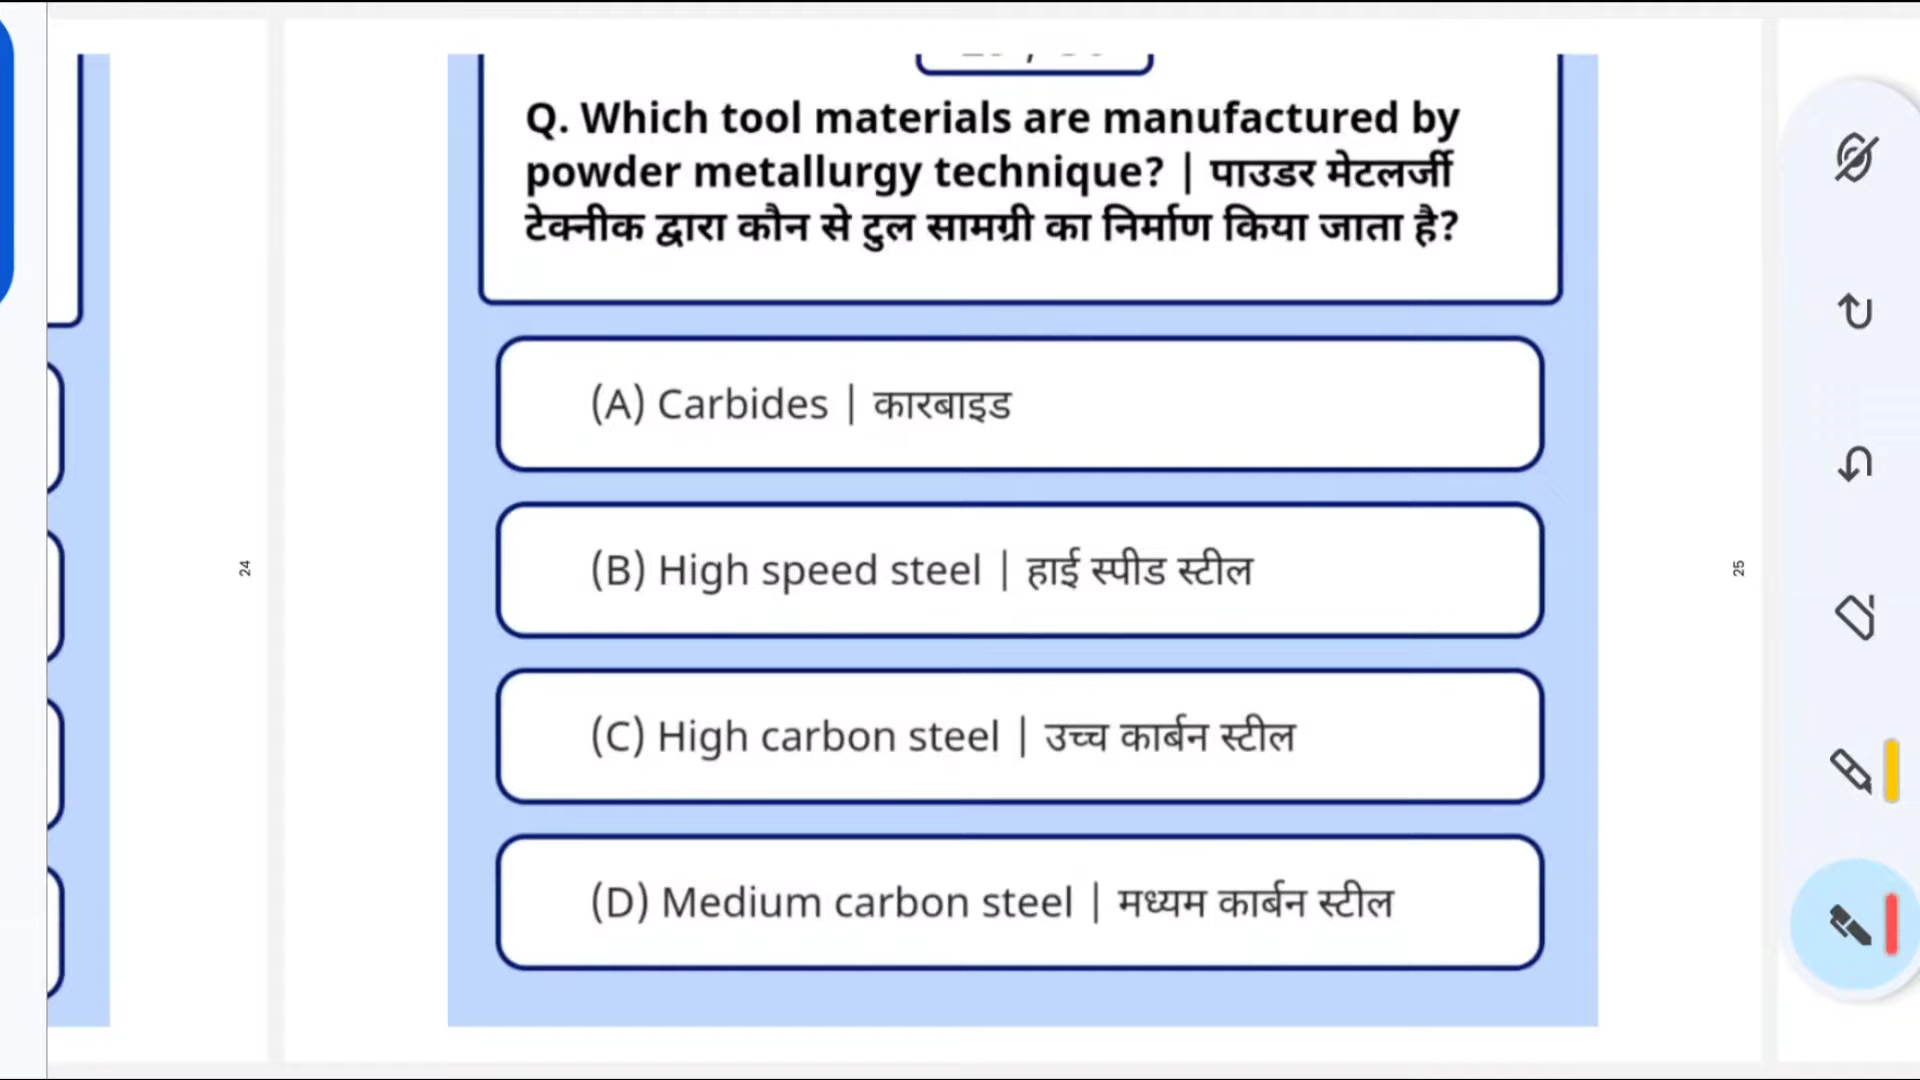 Q. Which tool materials are manufactured by
powder metallurgy technique? | पाउडर मेटलर्जी
टेक्नीक द्वारा कौन से टुल सामग्री का निर्माण किया जाता है?
(A) Carbides | कारबाइड
(B) High speed steel | हाई स्पीड स्टील
24
25
(C) High carbon steel | उच्च कार्बन स्टील
(D) Medium carbon steel | मध्यम कार्बन स्टील